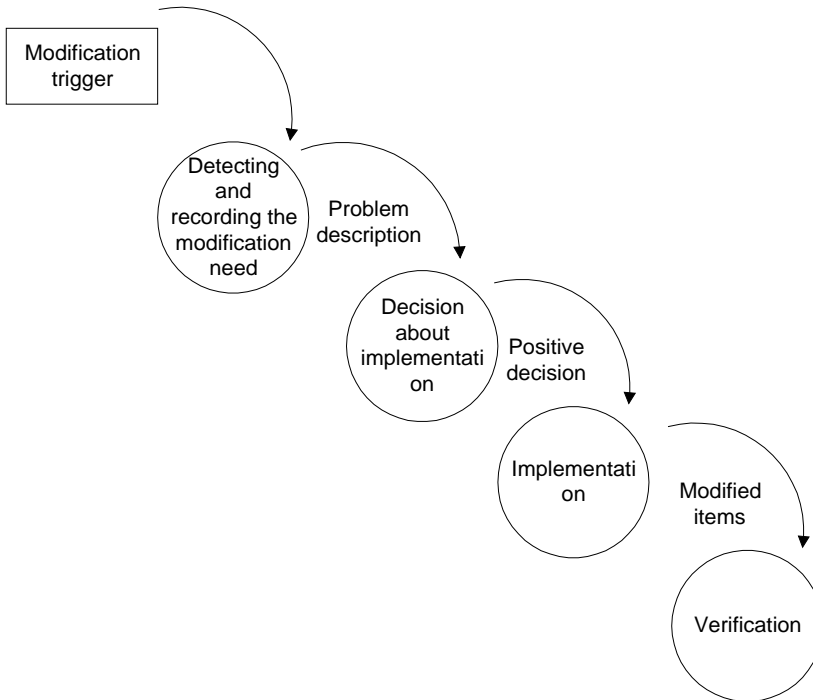 Modification
trigger
Detecting
and
recording the
modification
need
Problem
description
Decision
about
implementati
on
Positive
decision
Implementati
on
Modified
items
Verification